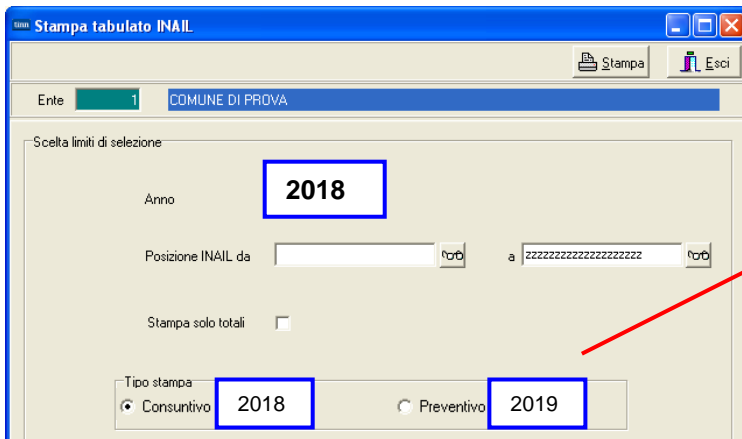 tinn Stampa tabulato INAIL
Stampa Esci
Ente 1 COMUNE DI PROVA
Scelta limiti di selezione
Anno 2018
Posizione INAIL da a zzzzzzzzzzzzzzzzzzzz
Stampa solo totali
Tipo stampa
Consuntivo 2018 Preventivo 2019